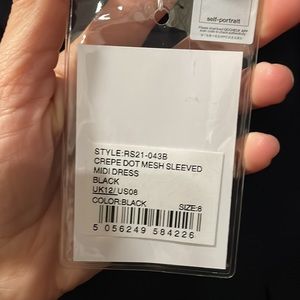 self-portrait
STYLE:RS21-043B
CREPE DOT MESH SLEEVED
MIDI DRESS
BLACK
UK12/ US08
COLOR:BLACK SIZE:8
5 056249 584226